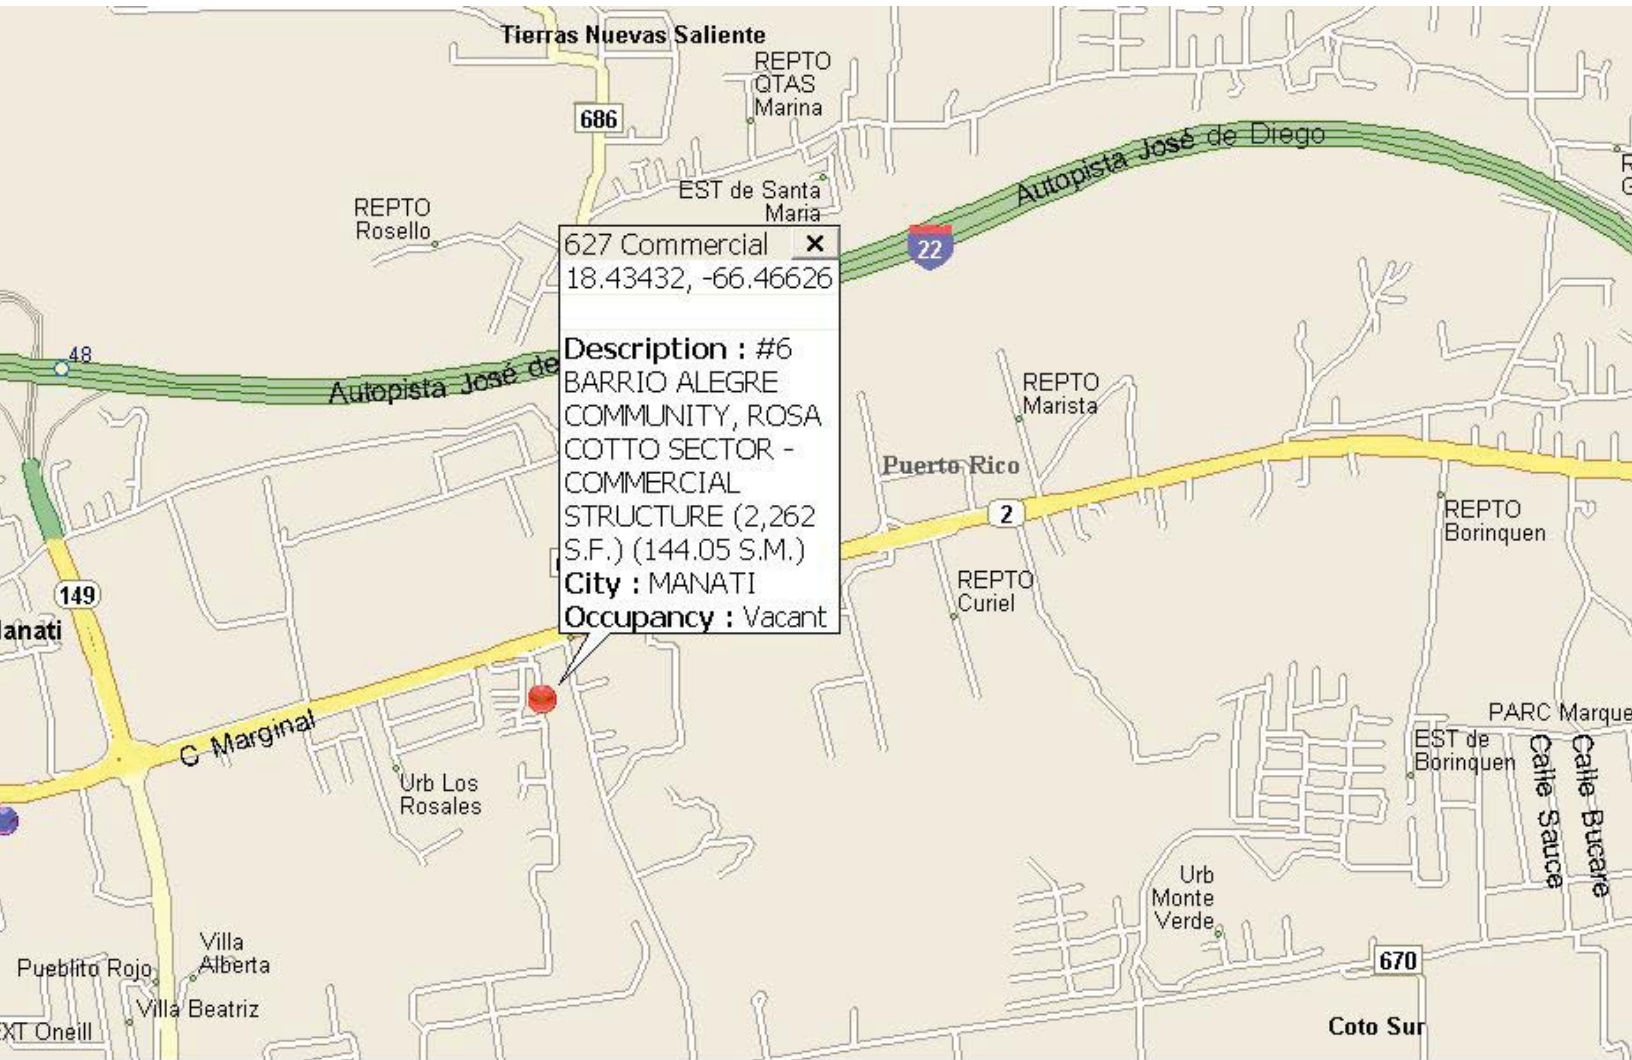 Tierras Nuevas Saliente
REPTO
QTAS
Marina
686
Autopista José de Diego
EST de Santa
Maria
REPTO
Rosello
22
627 Commercial
18.43432, -66.46626
Description : #6
BARRIO ALEGRE
COMMUNITY, ROSA
COTTO SECTOR -
COMMERCIAL
STRUCTURE (2,262
S.F.) (144.05 S.M.)
City : MANATI
Occupancy : Vacant
48
Autopista José de
REPTO
Marista
Puerto Rico
2
REPTO
Borinquen
REPTO
Curiel
149
C Marginal
Urb Los
Rosales
PARC Marque
EST de
Borinquen
Calle Sauce
Calle Bucare
Urb
Monte
Verde
670
Coto Sur
Villa
Alberta
Pueblito Rojo
Villa Beatriz
Oneill